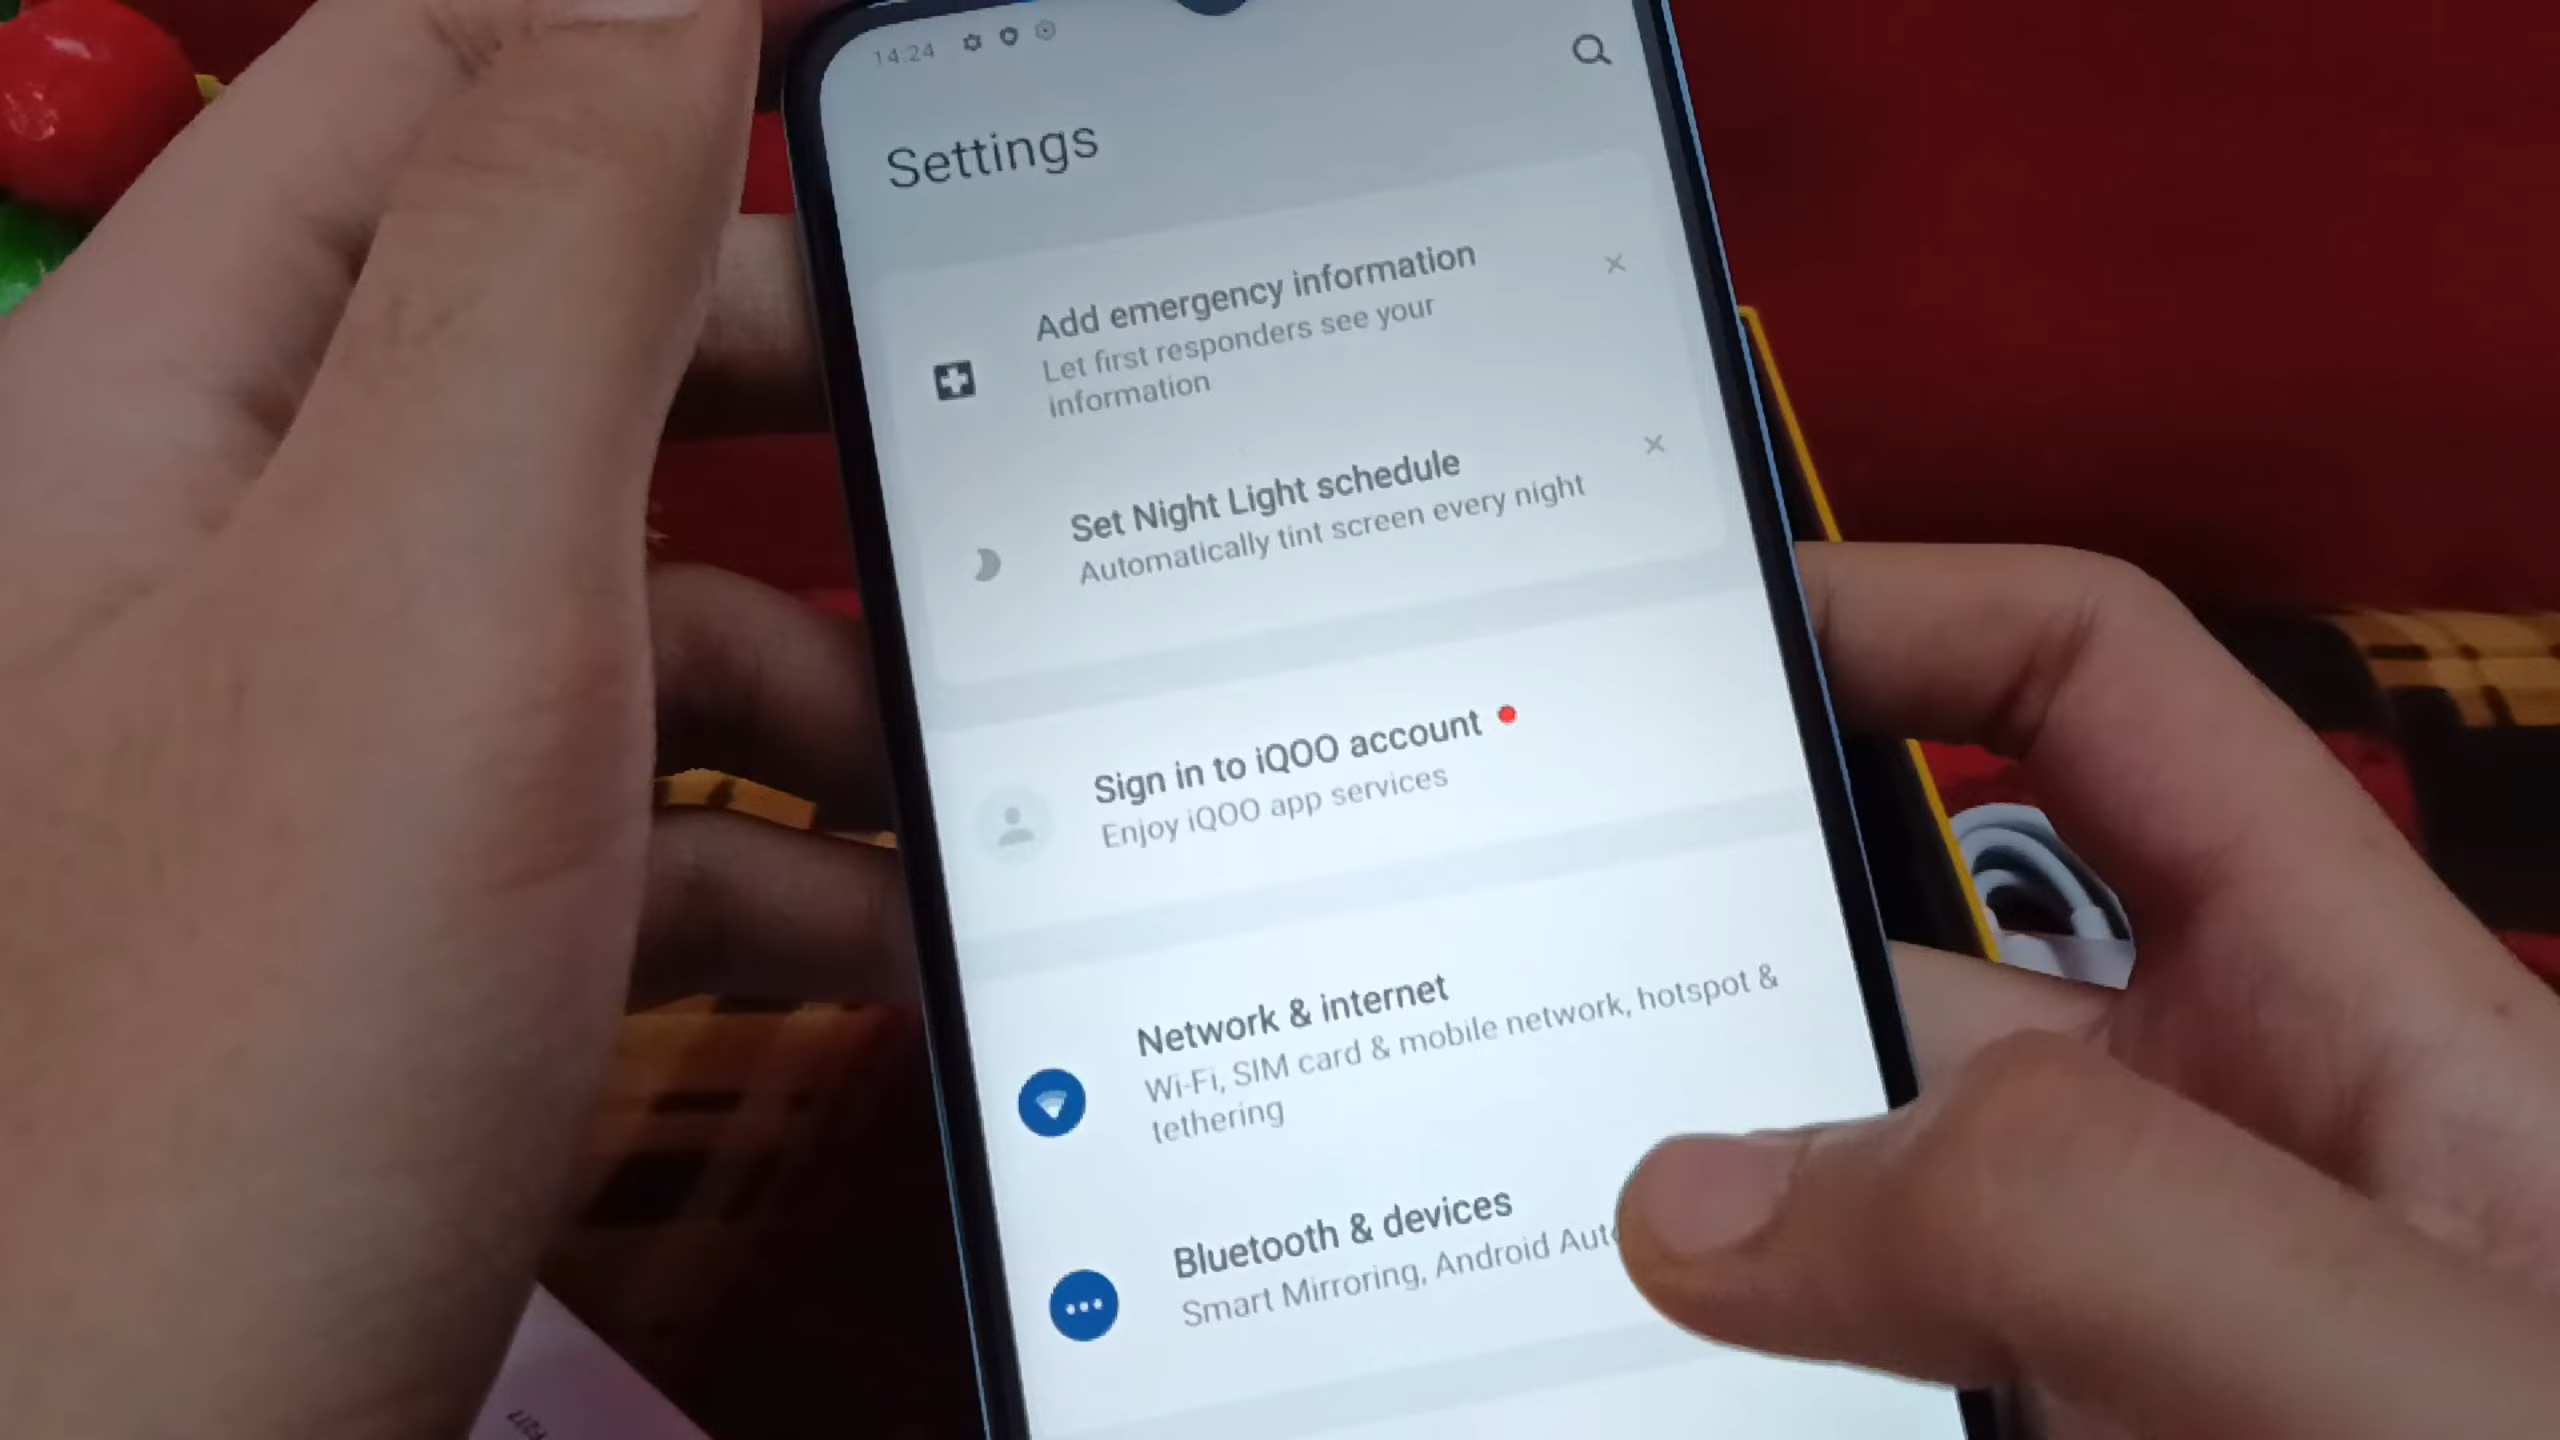 14:24
Settings
Add emergency information
Let first responders see your
information
Set Night Light schedule
Automatically tint screen every night
Sign in to iQOO account
Enjoy iQOO app services
Network & internet
Wi-Fi, SIM card & mobile network, hotspot &
tethering
Bluetooth & devices
Smart Mirroring, Android Auto